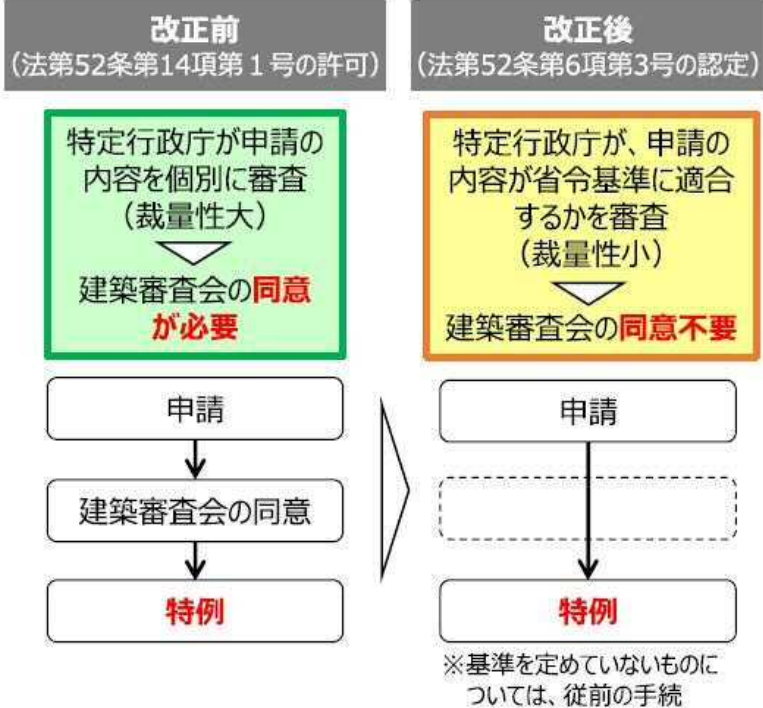 改正前
（法第52条第14項第１号の許可）
特定行政庁が申請の
内容を個別に審査
（裁量性大）
建築審査会の同意
が必要
申請
建築審査会の同意
特例
改正後
（法第52条第6項第3号の認定）
特定行政庁が、申請の
内容が省令基準に適合
するかを審査
（裁量性小）
建築審査会の同意不要
申請
特例
※基準を定めていないものに
ついては、従前の手続